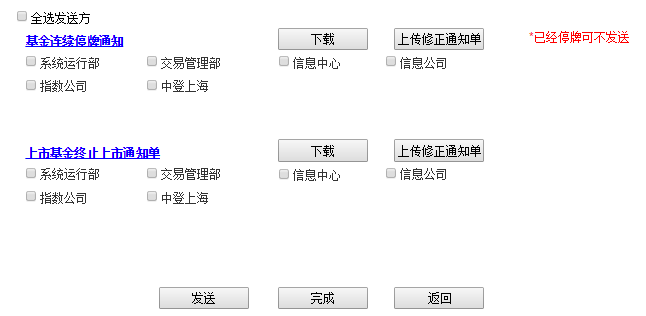 全选发送方
基金连续停牌通知 下载 上传修正通知单 *已经停牌可不发送
系统运行部 交易管理部 信息中心 信息公司
指数公司 中登上海
上市基金终止上市通知单 下载 上传修正通知单
系统运行部 交易管理部 信息中心 信息公司
指数公司 中登上海
发送 完成 返回